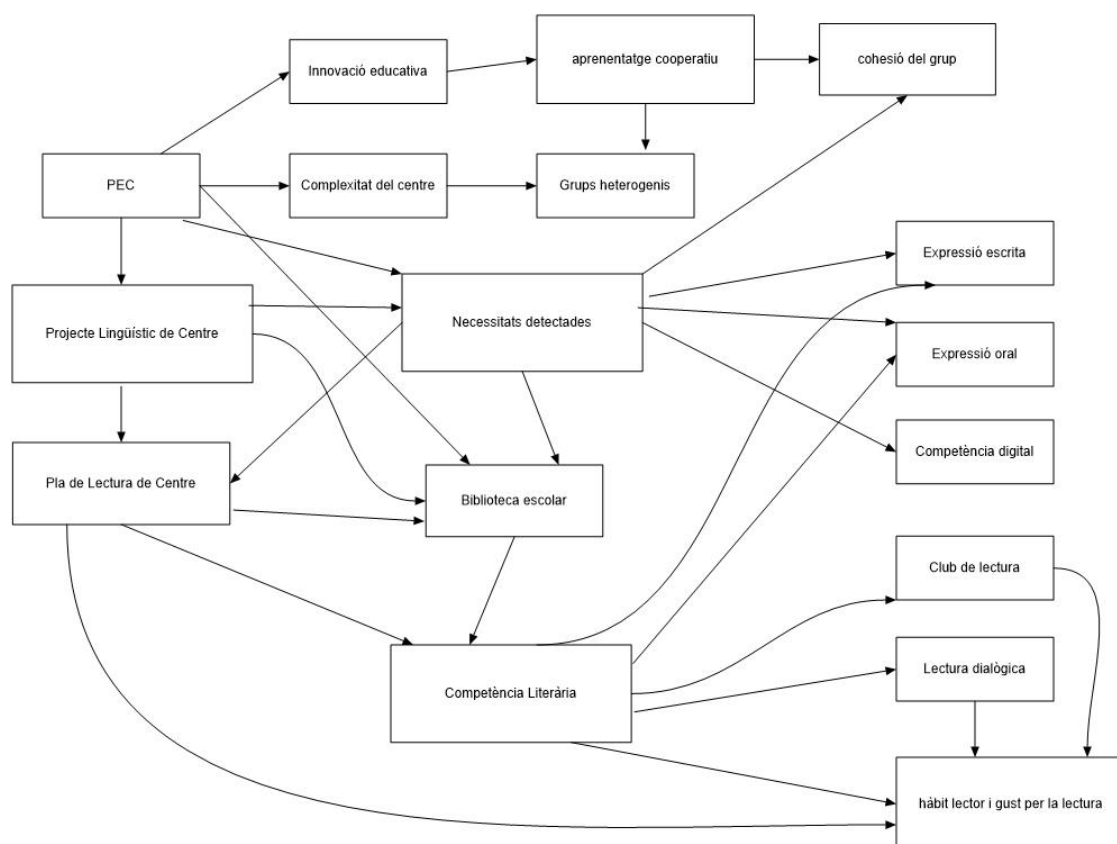 Innovació educativa
aprenentatge cooperatiu
cohesió del grup
PEC
Complexitat del centre
Grups heterogenis
Expressió escrita
Necessitats detectades
Projecte Lingüístic de Centre
Expressió oral
Competència digital
Pla de Lectura de Centre
Biblioteca escolar
Club de lectura
Lectura dialògica
Competència Literária
hábit lector i gust per la lectura